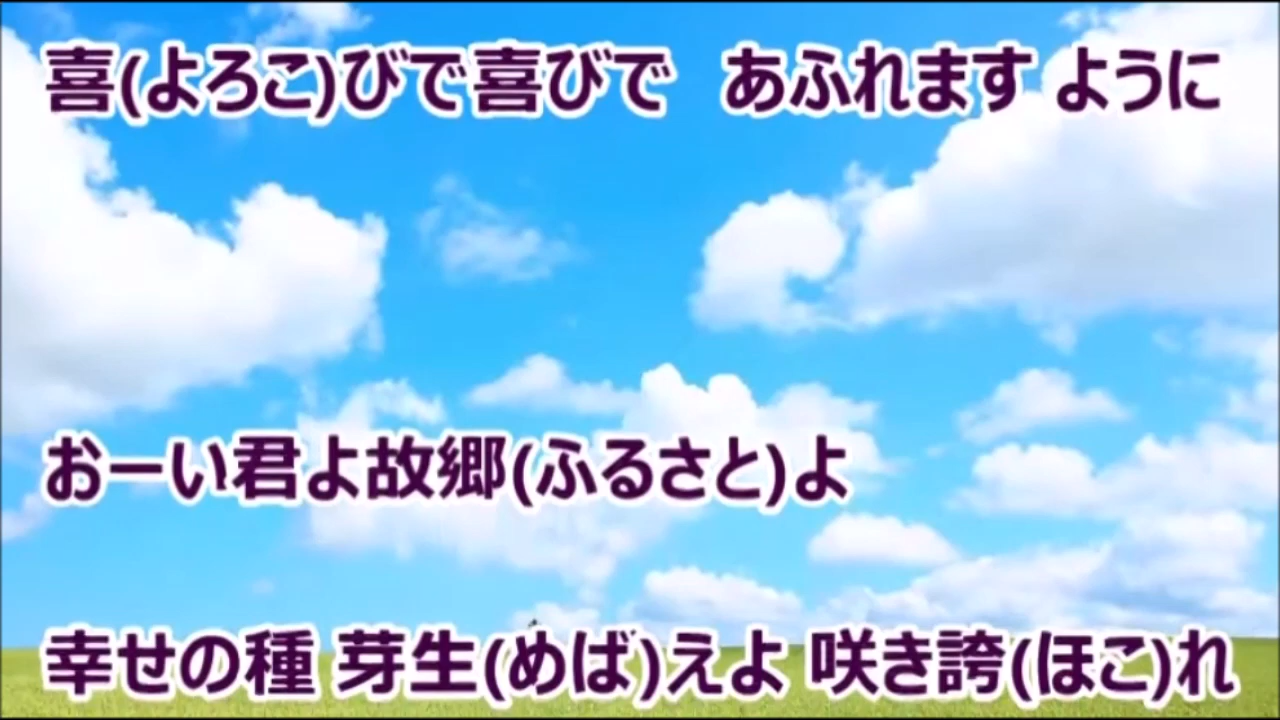 喜(よろこ)びで喜びで　あふれます ように
おーい君よ故郷(ふるさと)よ
幸せの種 芽生(めば)えよ 咲き誇(ほこ)れ